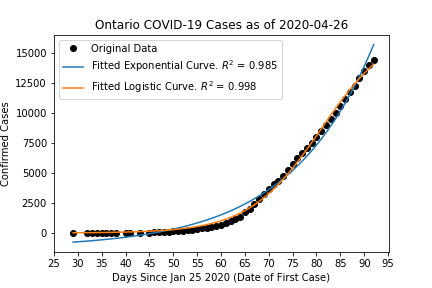 Ontario COVID-19 Cases as of 2020-04-26
Original Data
Fitted Exponential Curve. R² = 0.985
Fitted Logistic Curve. R² = 0.998
Confirmed Cases
15000
12500
10000
7500
5000
2500
0
25 30 35 40 45 50 55 60 65 70 75 80 85 90 95
Days Since Jan 25 2020 (Date of First Case)